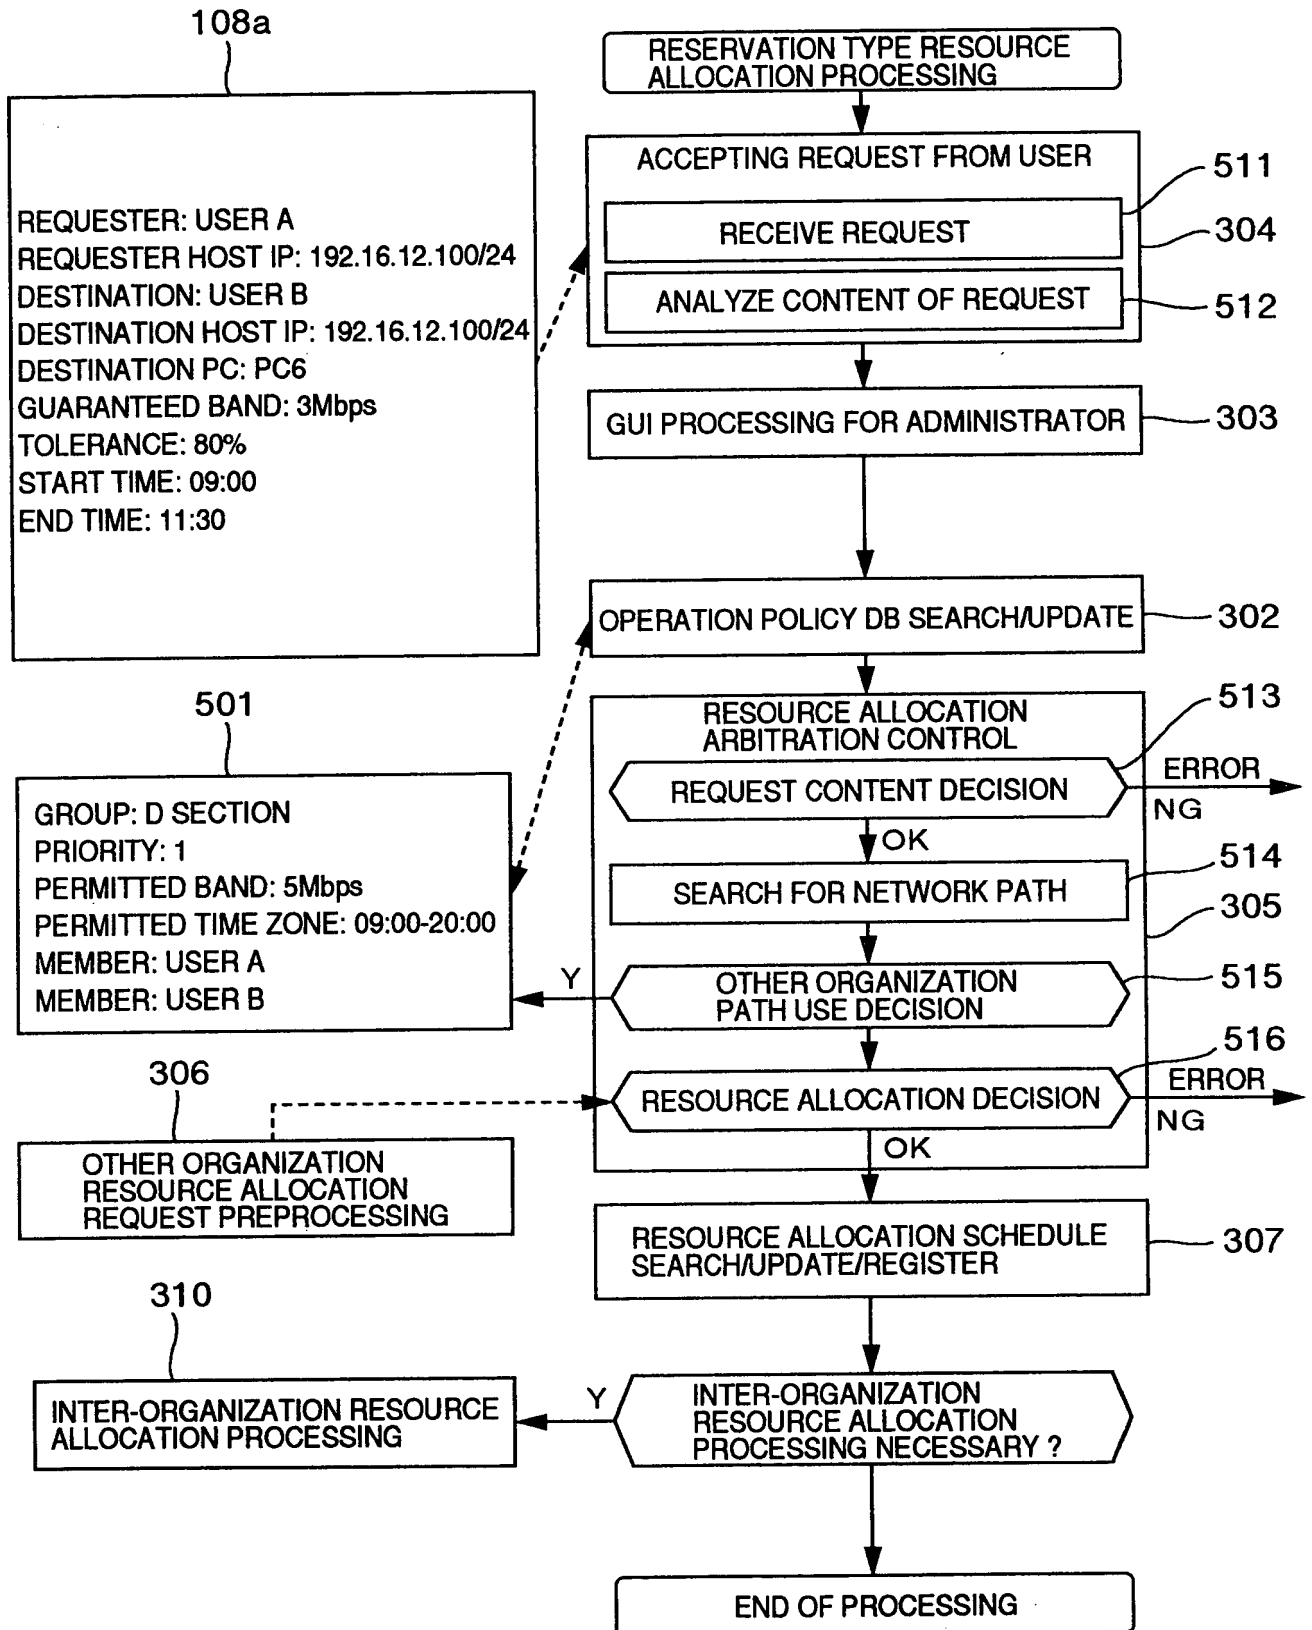 108a
RESERVATION TYPE RESOURCE
ALLOCATION PROCESSING
REQUESTER: USER A
REQUESTER HOST IP: 192.16.12.100/24
DESTINATION: USER B
DESTINATION HOST IP: 192.16.12.100/24
DESTINATION PC: PC6
GUARANTEED BAND: 3Mbps
TOLERANCE: 80%
START TIME: 09:00
END TIME: 11:30
ACCEPTING REQUEST FROM USER
511
RECEIVE REQUEST
304
ANALYZE CONTENT OF REQUEST
512
GUI PROCESSING FOR ADMINISTRATOR
303
OPERATION POLICY DB SEARCH/UPDATE
302
501
GROUP: D SECTION
PRIORITY: 1
PERMITTED BAND: 5Mbps
PERMITTED TIME ZONE: 09:00-20:00
MEMBER: USER A
MEMBER: USER B
RESOURCE ALLOCATION
ARBITRATION CONTROL
513
REQUEST CONTENT DECISION
ERROR
NG
OK
514
SEARCH FOR NETWORK PATH
305
Y
OTHER ORGANIZATION
PATH USE DECISION
515
516
RESOURCE ALLOCATION DECISION
ERROR
NG
OK
306
OTHER ORGANIZATION
RESOURCE ALLOCATION
REQUEST PREPROCESSING
RESOURCE ALLOCATION SCHEDULE
SEARCH/UPDATE/REGISTER
307
310
INTER-ORGANIZATION RESOURCE
ALLOCATION PROCESSING
Y
INTER-ORGANIZATION
RESOURCE ALLOCATION
PROCESSING NECESSARY ?
END OF PROCESSING